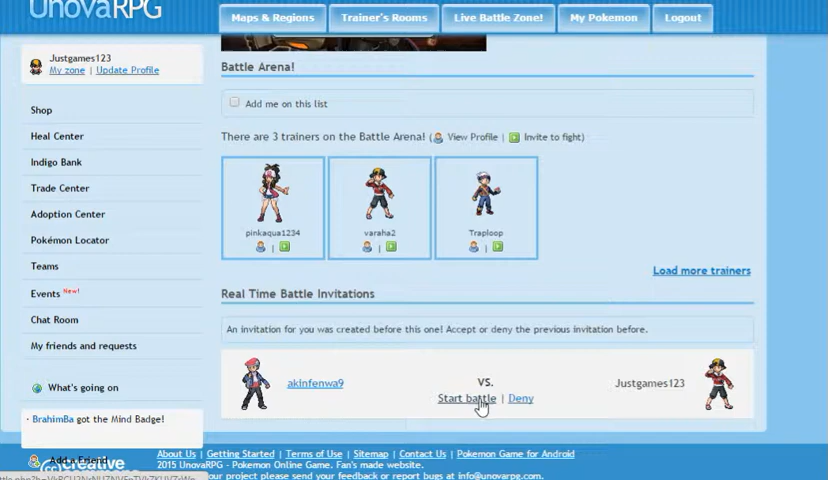 UnovaRPG
Maps & Regions
Trainer's Rooms
Live Battle Zone!
My Pokemon
Logout
Justgames123
My zone | Update Profile
Shop
Heal Center
Indigo Bank
Trade Center
Adoption Center
Pokémon Locator
Teams
Events New!
Chat Room
My friends and requests
What's going on
· BrahimBa got the Mind Badge!
Add a Friend
Battle Arena!
Add me on this list
There are 3 trainers on the Battle Arena! ( View Profile | Invite to fight)
pinkaqua1234
|
varaha2
|
Traploop
|
Load more trainers
Real Time Battle Invitations
An invitation for you was created before this one! Accept or deny the previous invitation before.
akinfenwa9
VS.
Start battle | Deny
Justgames123
creative
About Us | Getting Started | Terms of Use | Sitemap | Contact Us | Pokemon Game for Android
2015 UnovaRPG - Pokemon Online Game. Fan's made website.
your project please send your feedback or report bugs at info@unovarpg.com.